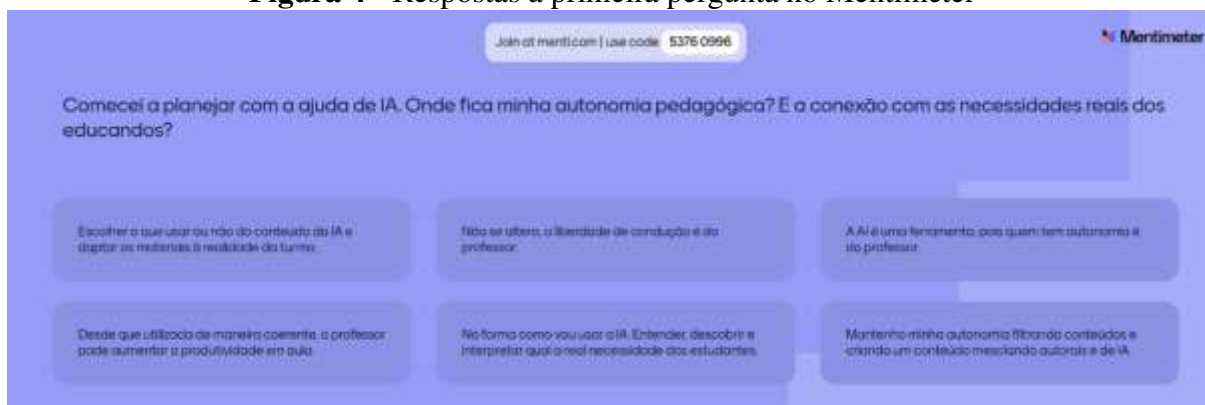 Figura 4 - Respostas à primeira pergunta no Mentimeter
Join at menti.com | use code 5376 0996
Mentimeter
Comecei a planejar com a ajuda de IA. Onde fica minha autonomia pedagógica? E a conexão com as necessidades reais dos
educandos?
Escolher o que usar ou não do conteúdo da IA e
daptar os materiais à realidade da turma.
Não se altera, a liberdade de condução é do
professor.
A AI é uma ferramenta, pois quem tem autonomia é
do professor.
Desde que utilizado de maneira coerente, o professor
pode aumentar a produtividade em aula.
Na forma como vou usar a IA. Entender, descobrir e
interpretar qual a real necessidade dos estudantes.
Mantenho minha autonomia filtrando conteúdos e
criando um conteúdo mesclando autorais e de IA